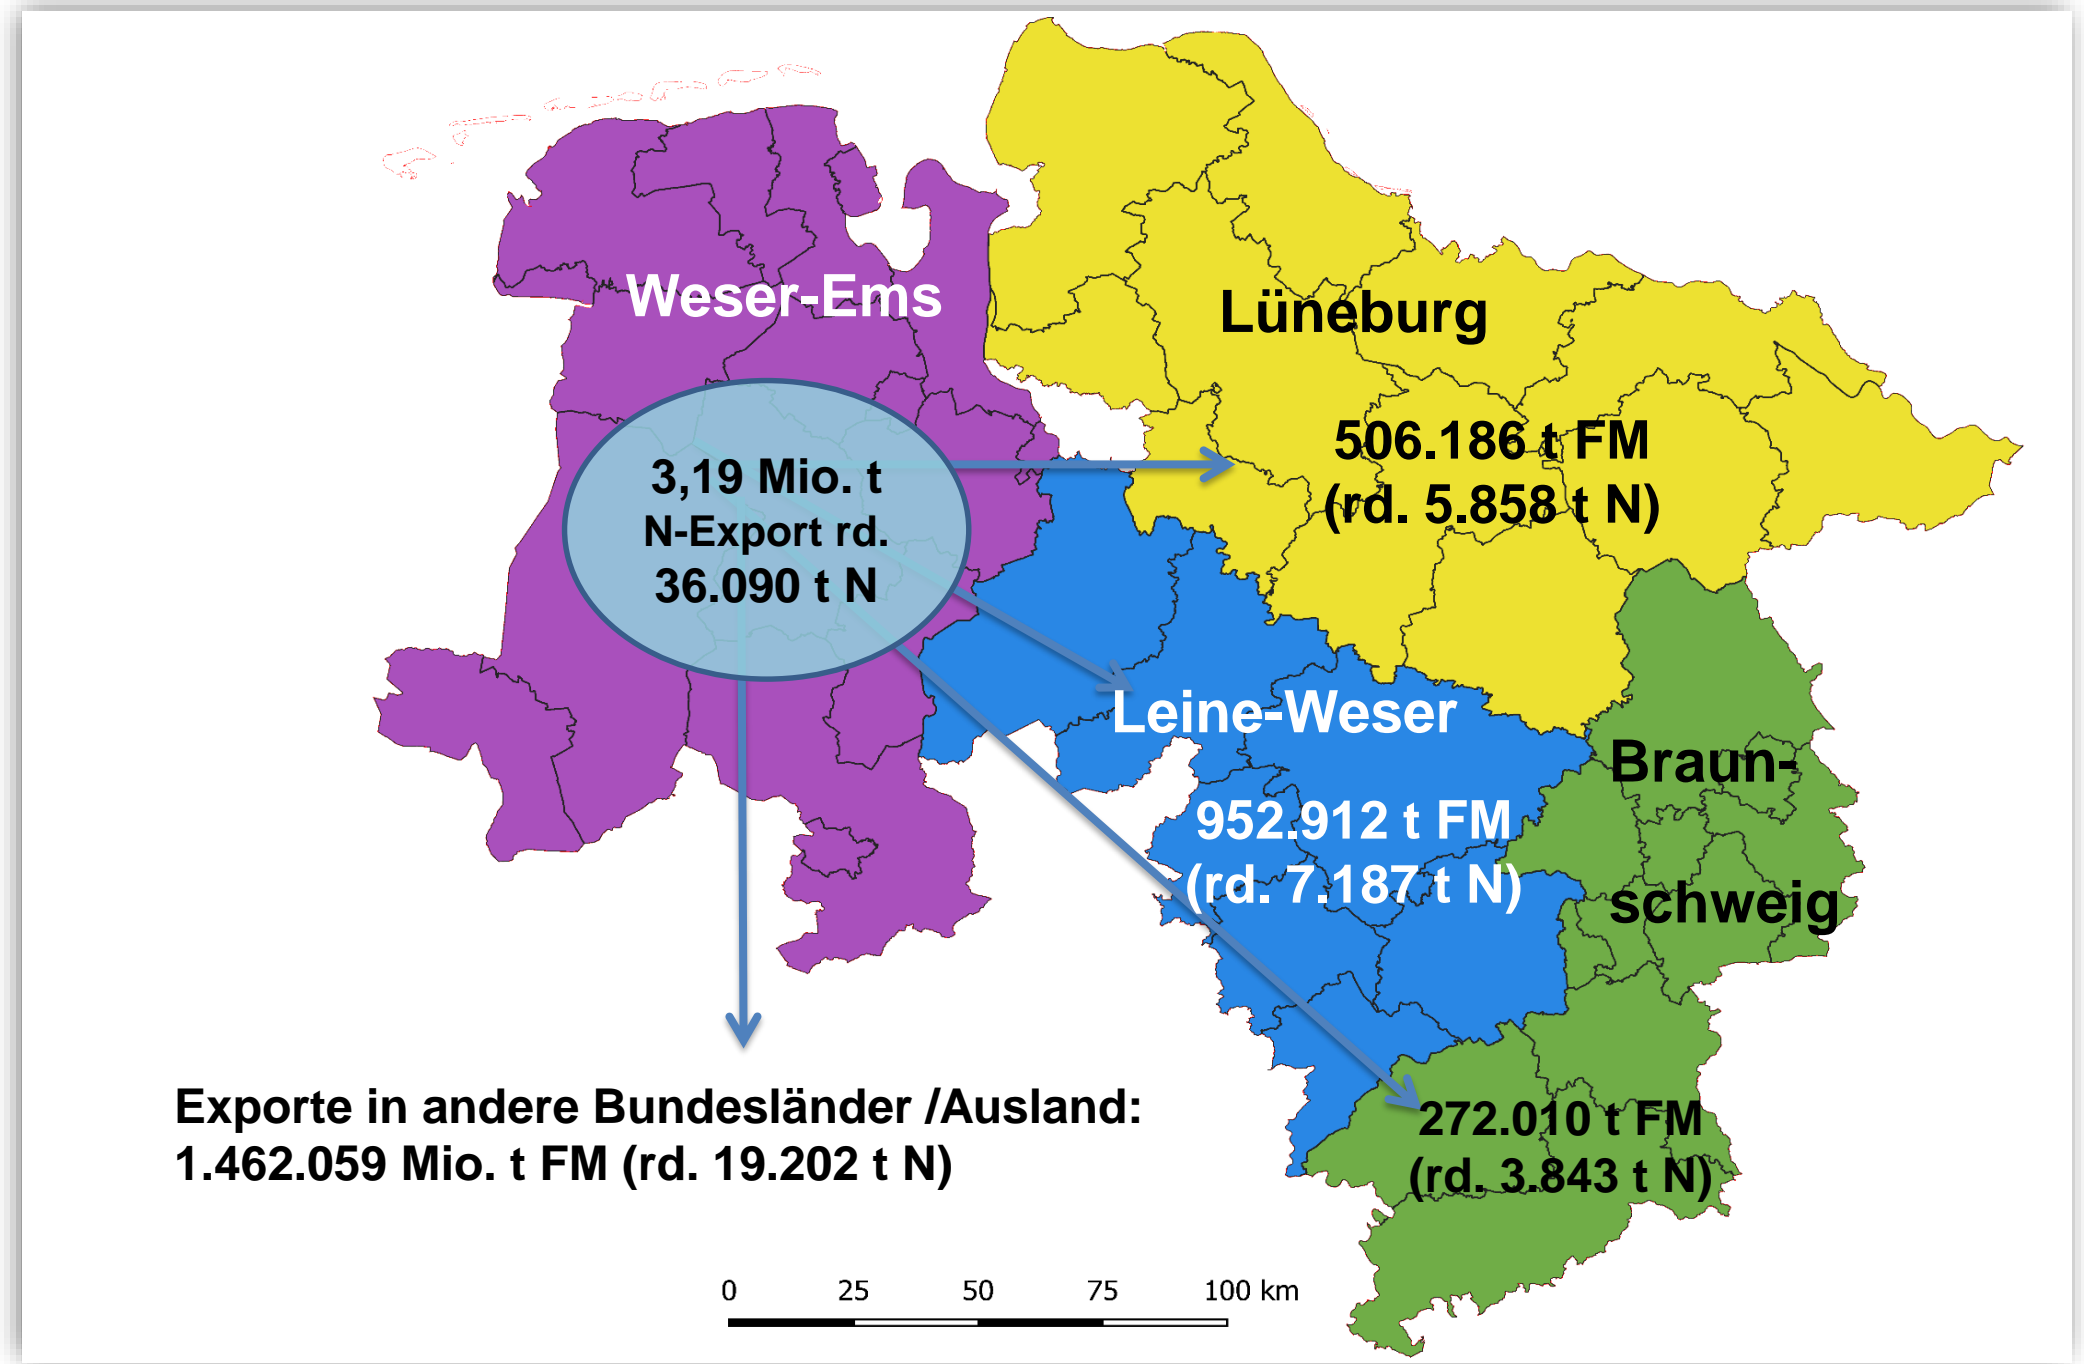 Weser-Ems
Lüneburg
3,19 Mio. t
N-Export rd.
36.090 t N
506.186 t FM
(rd. 5.858 t N)
Leine-Weser
952.912 t FM
(rd. 7.187 t N)
Braun-
schweig
Exporte in andere Bundesländer /Ausland:
1.462.059 Mio. t FM (rd. 19.202 t N)
272.010 t FM
(rd. 3.843 t N)
0 25 50 75 100 km